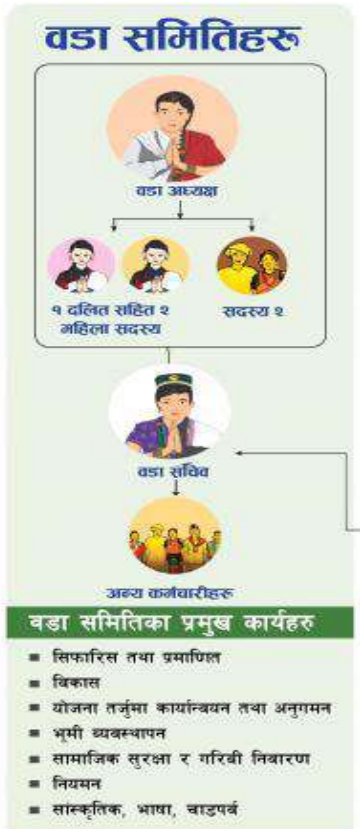 वडा समितिहरू
वडा अध्यक्ष
१ दलित सहित २
महिला सदस्य
सदस्य २
वडा सचिव
अन्य कर्मचारीहरू
वडा समितिका प्रमुख कार्यहरु
सिफारिस तथा प्रमाणित
विकास
योजना तर्जुमा कार्यान्वयन तथा अनुगमन
भूमी व्यवस्थापन
सामाजिक सुरक्षा र गरिबी निवारण
नियमन
सांस्कृतिक, भाषा, चाडपर्व